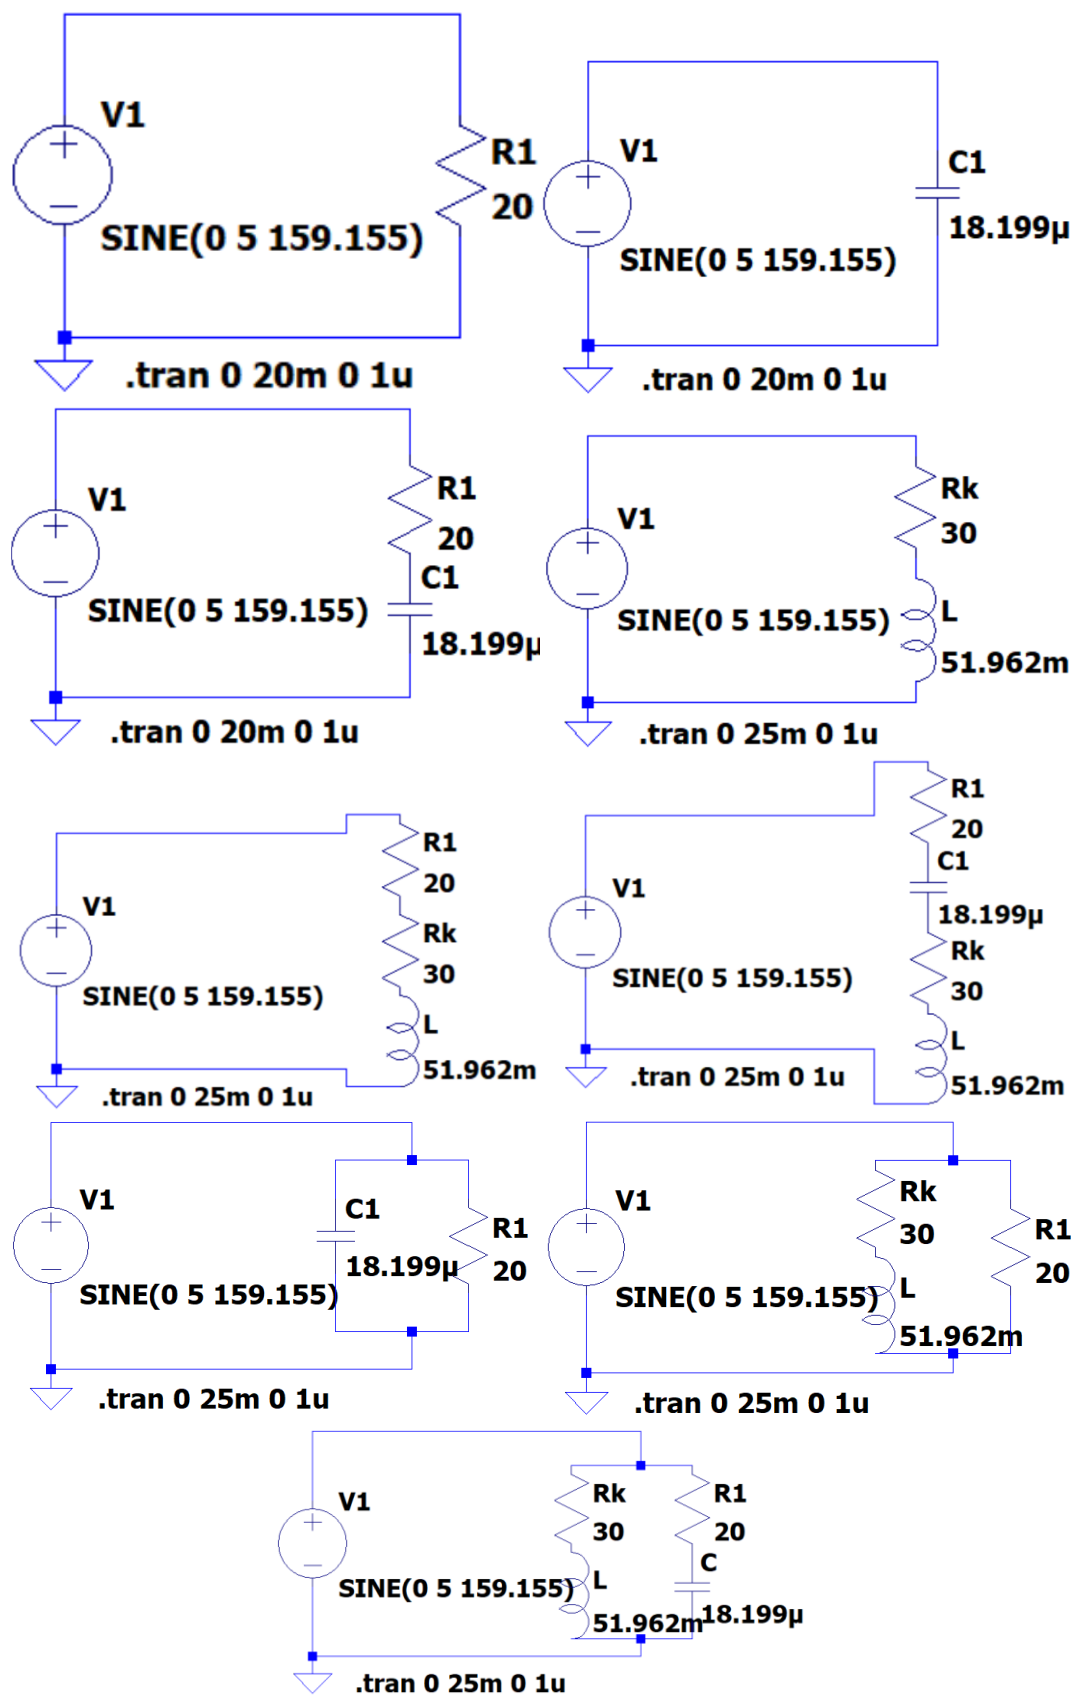 V1
R1
20
SINE(0 5 159.155)
.tran 0 20m 0 1u
V1
C1
18.199µ
SINE(0 5 159.155)
.tran 0 20m 0 1u
V1
R1
20
C1
SINE(0 5 159.155)
18.199µ
.tran 0 20m 0 1u
V1
Rk
30
SINE(0 5 159.155)
L
51.962m
.tran 0 25m 0 1u
V1
R1
20
Rk
30
SINE(0 5 159.155)
L
51.962m
.tran 0 25m 0 1u
V1
R1
20
C1
18.199µ
Rk
30
SINE(0 5 159.155)
L
51.962m
.tran 0 25m 0 1u
V1
C1
18.199µ
R1
20
SINE(0 5 159.155)
.tran 0 25m 0 1u
V1
Rk
30
R1
20
SINE(0 5 159.155)
L
51.962m
.tran 0 25m 0 1u
V1
Rk
30
R1
20
SINE(0 5 159.155)
L
51.962m
C
18.199µ
.tran 0 25m 0 1u